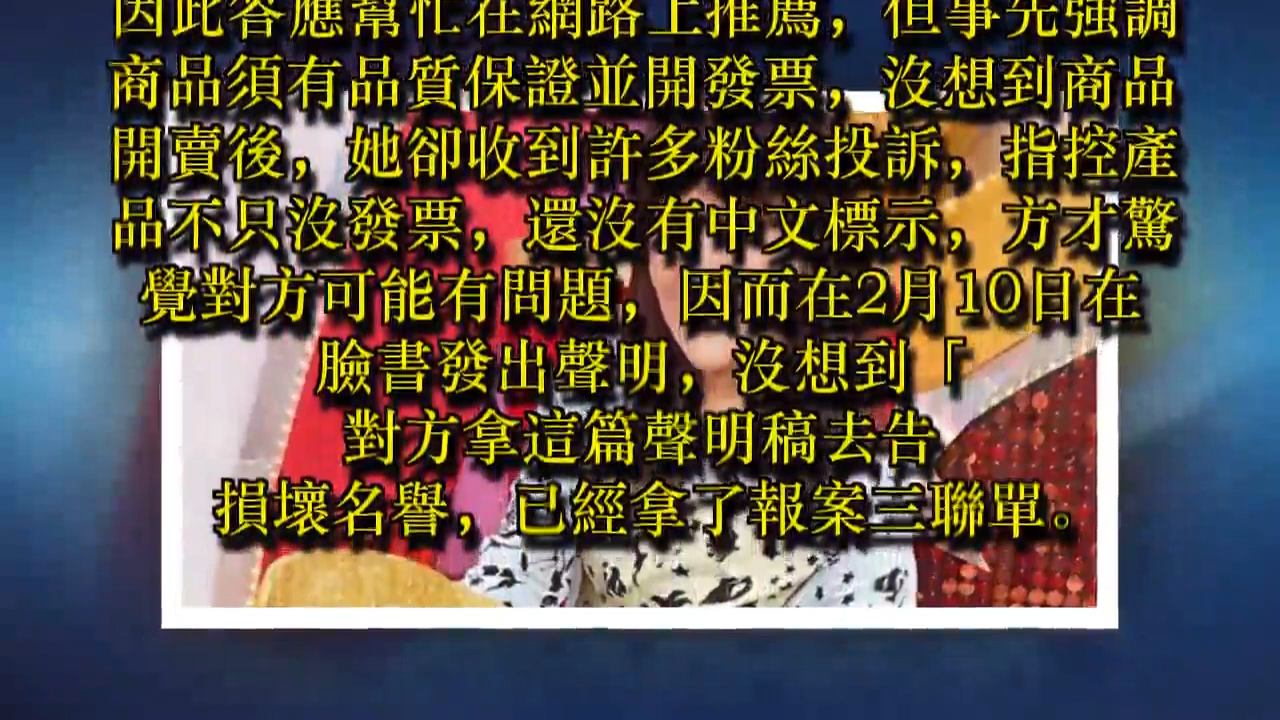 因此答應幫忙在網路上推薦，但事先強調
商品須有品質保證並開發票，沒想到商品
開賣後，她卻收到許多粉絲投訴，指控產
品不只沒發票，還沒有中文標示，方才驚
覺對方可能有問題，因而在2月10日在
臉書發出聲明，沒想到「
對方拿這篇聲明稿去告
損壞名譽，已經拿了報案三聯單。